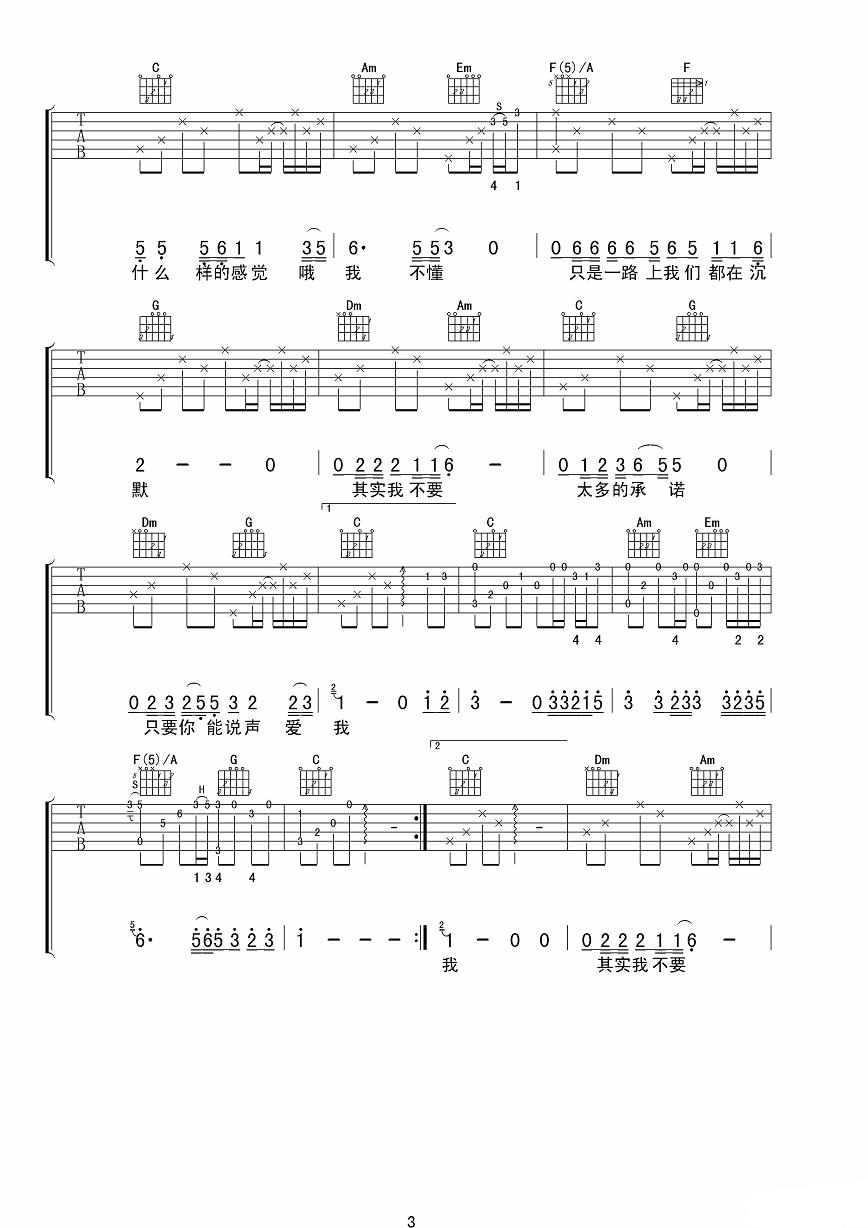 C Am Em F(5)/A F
5 5
1
T A B
S
3 5 3
4 1
5 5 5 6 1 1 3 5 6· 5 5 3 0 0 6 6 6 6 5 6 5 1 1 6
什么 样的感觉 哦 我 不懂 只是一路上我们都在沉
G Dm Am C G
T A B
2 - - 0 0 2 2 2 2 1 1 6 - 0 1 2 3 6 5 5 0
默 其实我不要 太多的承诺
1
Dm G C C Am Em
T A B
1 3 0 3 2 0 1 0 0 0 3 1 3 0 0 2 0 3 0 0 0 0 3 0 3
4 4 4 2 2
0 2 3 2 5 5 3 2 2 3 2 1 - 0 1 2 3 - 0 3 3 2 1 5 3 3 2 3 3 3 2 3 5
只要你能说声爱我
2
F(5)/A G C C Dm Am
5
S H
T A B
3 5 0 5 6 3 5 3 3 0 3 0 1 3 2 0 0 - -
1 3 4 4
5 6· 5 6 5 3 2 3 1 - - - 2 1 - 0 0 0 2 2 2 2 1 1 6 -
我 其实我不要
3